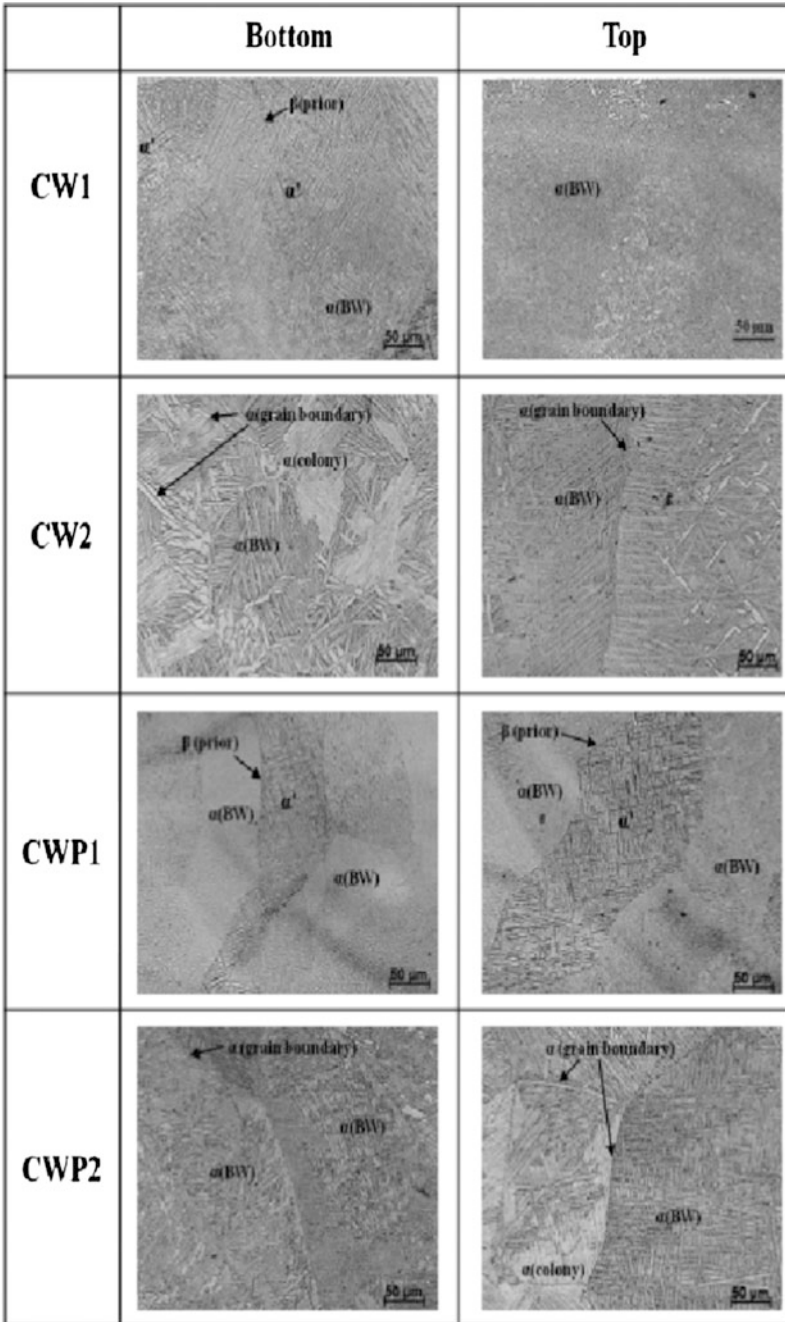 Bottom
Top
CW1
β(prior)
α'
α'
α(BW)
50 µm
α(BW)
50 µm
CW2
α(grain boundary)
α(colony)
α(BW)
50 µm
α(grain boundary)
α(BW)
50 µm
CWP1
β (prior)
α'
α(BW)
α(BW)
50 µm
β (prior)
α(BW)
α'
α(BW)
50 µm
CWP2
α(grain boundary)
α(BW)
α(BW)
50 µm
α (grain boundary)
α(BW)
α(colony)
50 µm